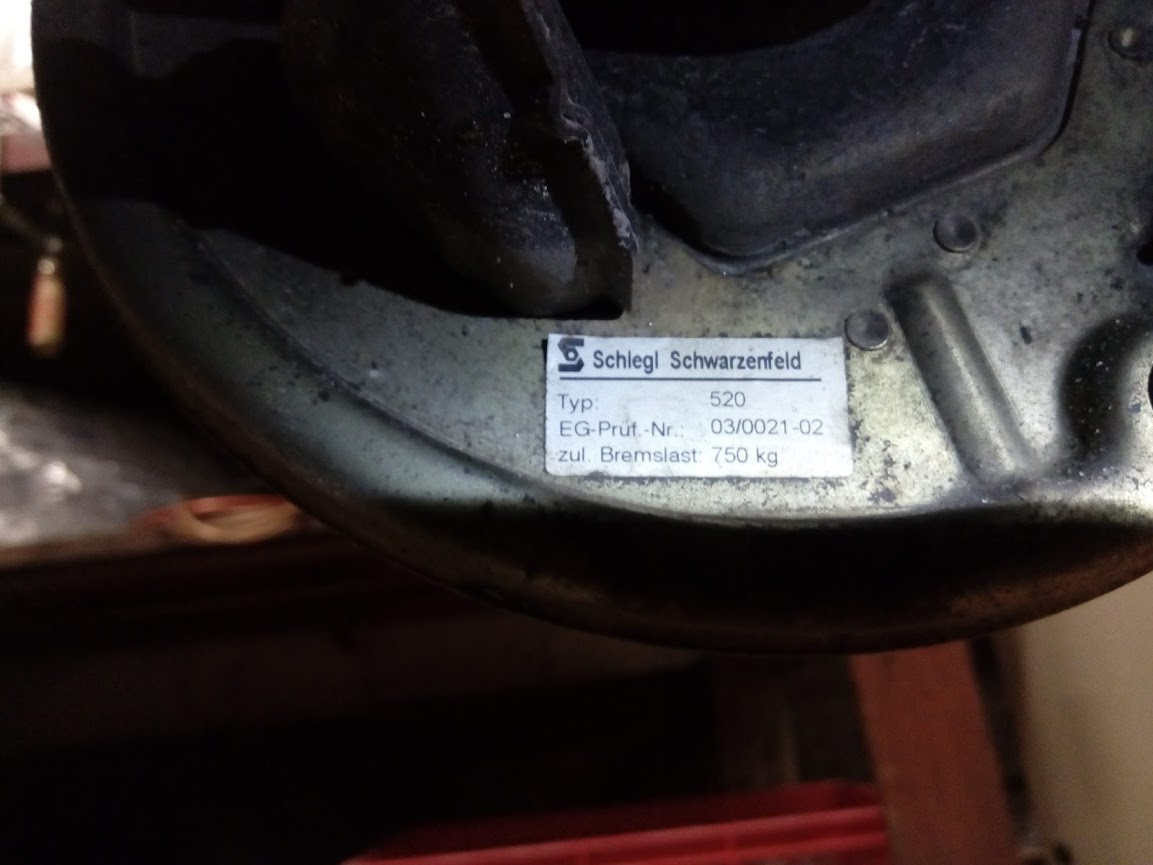 Schlegl Schwarzenfeld
Typ: 520
EG-Prüf.-Nr.: 03/0021-02
zul. Bremslast: 750 kg